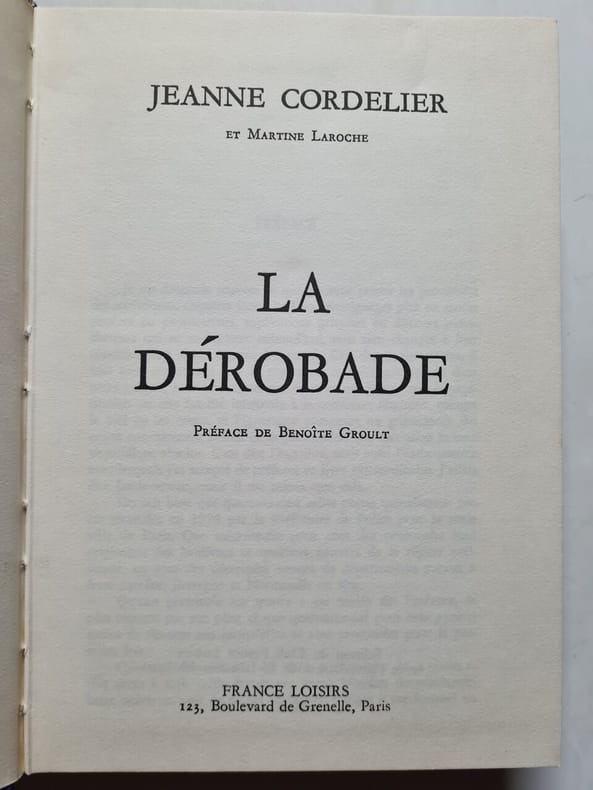 JEANNE CORDELIER
ET MARTINE LAROCHE
LA
DÉROBADE
PRÉFACE DE BENOÎTE GROULT
FRANCE LOISIRS
123, Boulevard de Grenelle, Paris